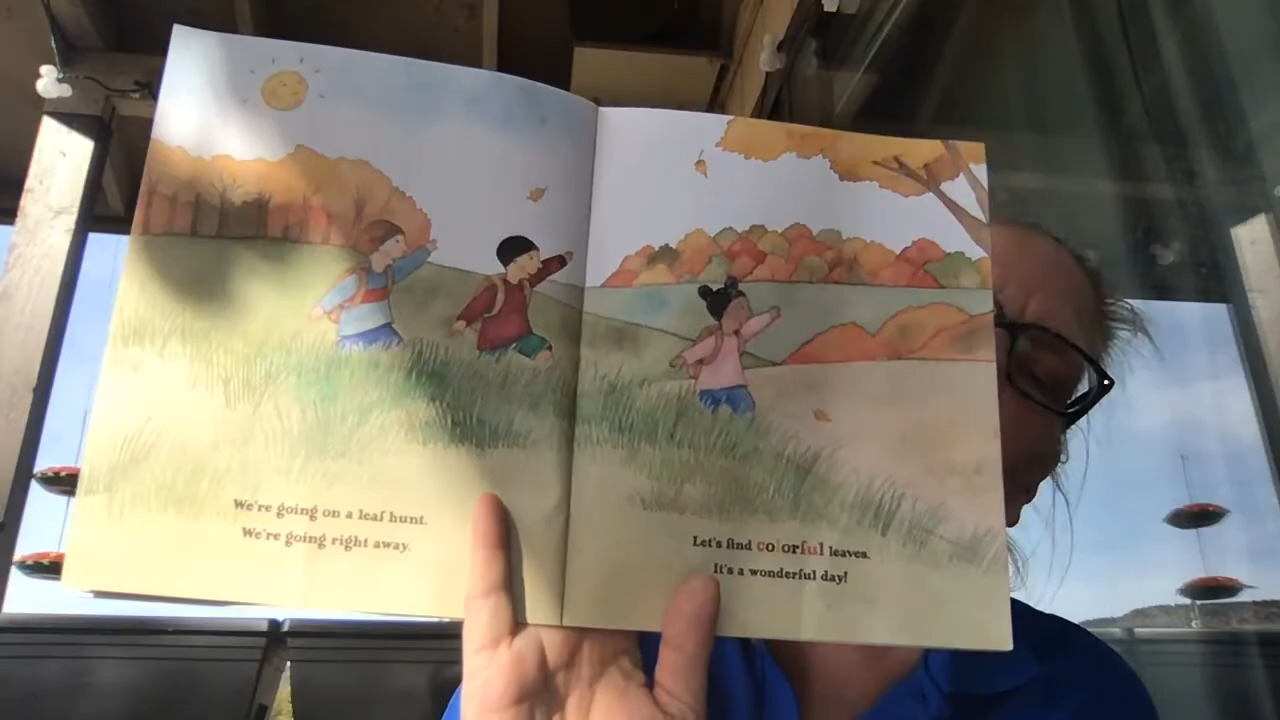 We're going on a leaf hunt.
We're going right away.
Let's find colorful leaves.
It's a wonderful day!